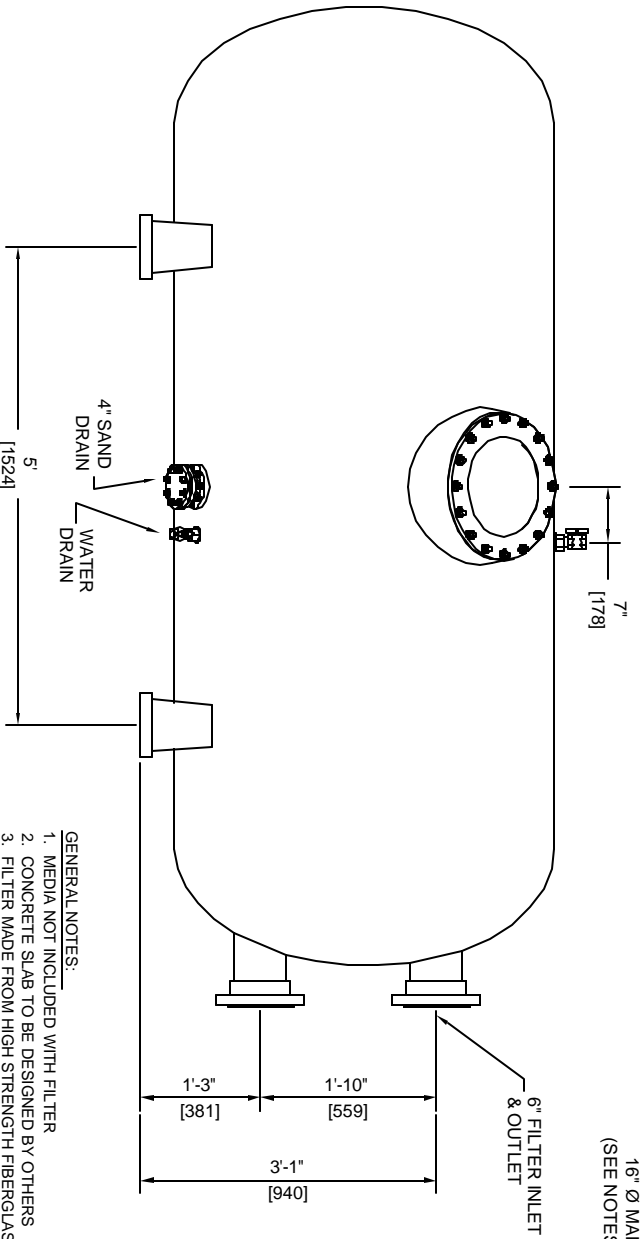 16" Ø
(SEE NOTES
7"
[178]
6" FILTER INLET
& OUTLET
4" SAND
DRAIN
WATER
DRAIN
5'
[1524]
1'-3"
[381]
1'-10"
[559]
3'-1"
[940]
GENERAL NOTES:
1. MEDIA NOT INCLUDED WITH FILTER
2. CONCRETE SLAB TO BE DESIGNED BY OTHERS
3. FILTER MADE FROM HIGH STRENGTH FIBERGLAS